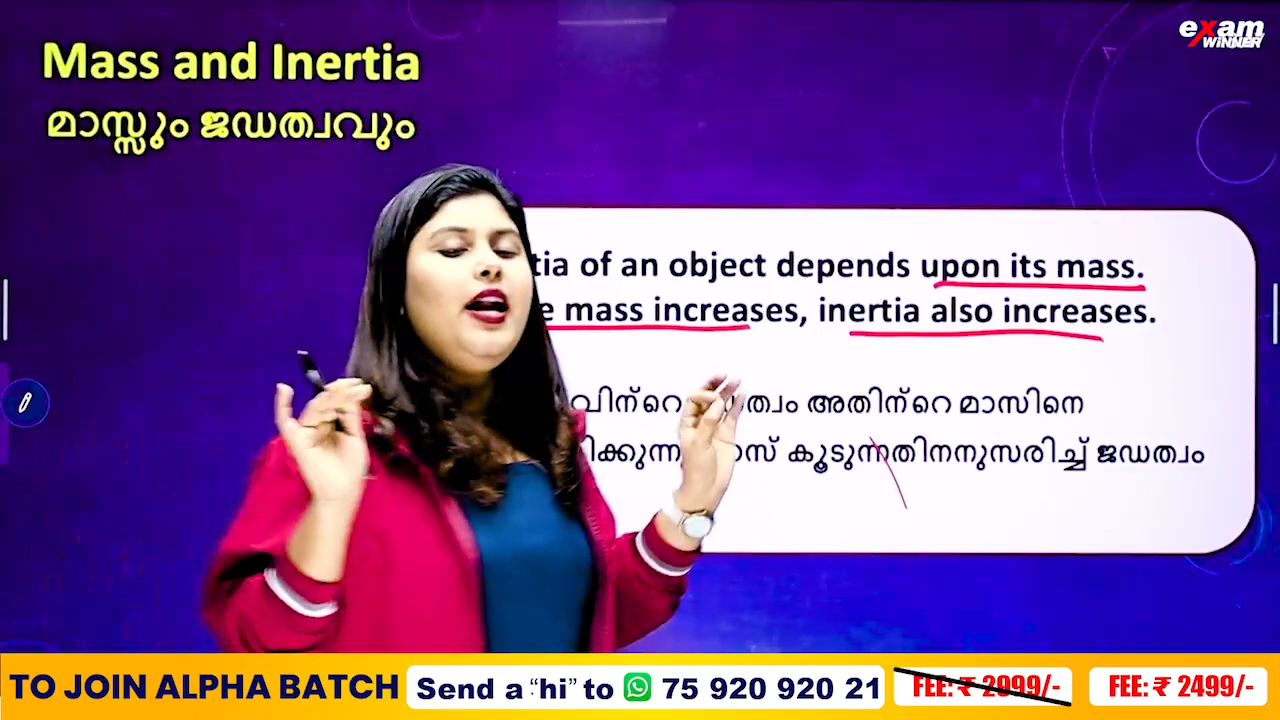 exam
WiNNER
Mass and Inertia
മാസ്സും ജഡത്വവും
of an object depends upon its mass.
mass increases, inertia also increases.
അതിന്റെ മാസിനെ
കൂടുന്നതിനനുസരിച്ച് ജഡത്വം
TO JOIN ALPHA BATCH Send a “hi” to 75 920 920 21 FEE: ₹ 2999/- FEE: ₹ 2499/-